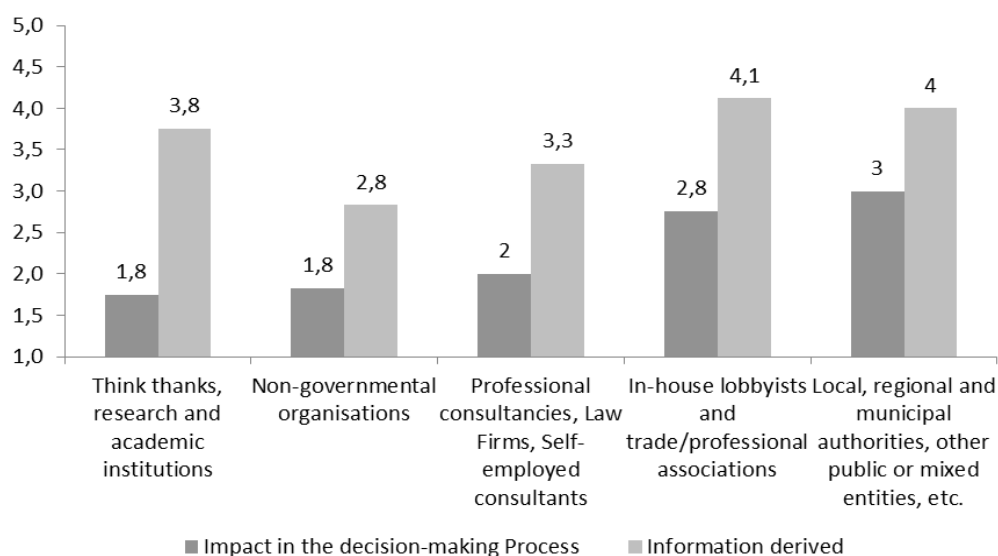 5,0
4,5
4,0
3,5
3,0
2,5
2,0
1,5
1,0
1,8
3,8
1,8
2,8
2
3,3
2,8
4,1
3
4
Think thanks,
research and
academic
institutions
Non-governmental
organisations
Professional
consultancies, Law
Firms, Self-
employed
consultants
In-house lobbyists
and
trade/professional
associations
Local, regional and
municipal
authorities, other
public or mixed
entities, etc.
Impact in the decision-making Process
Information derived